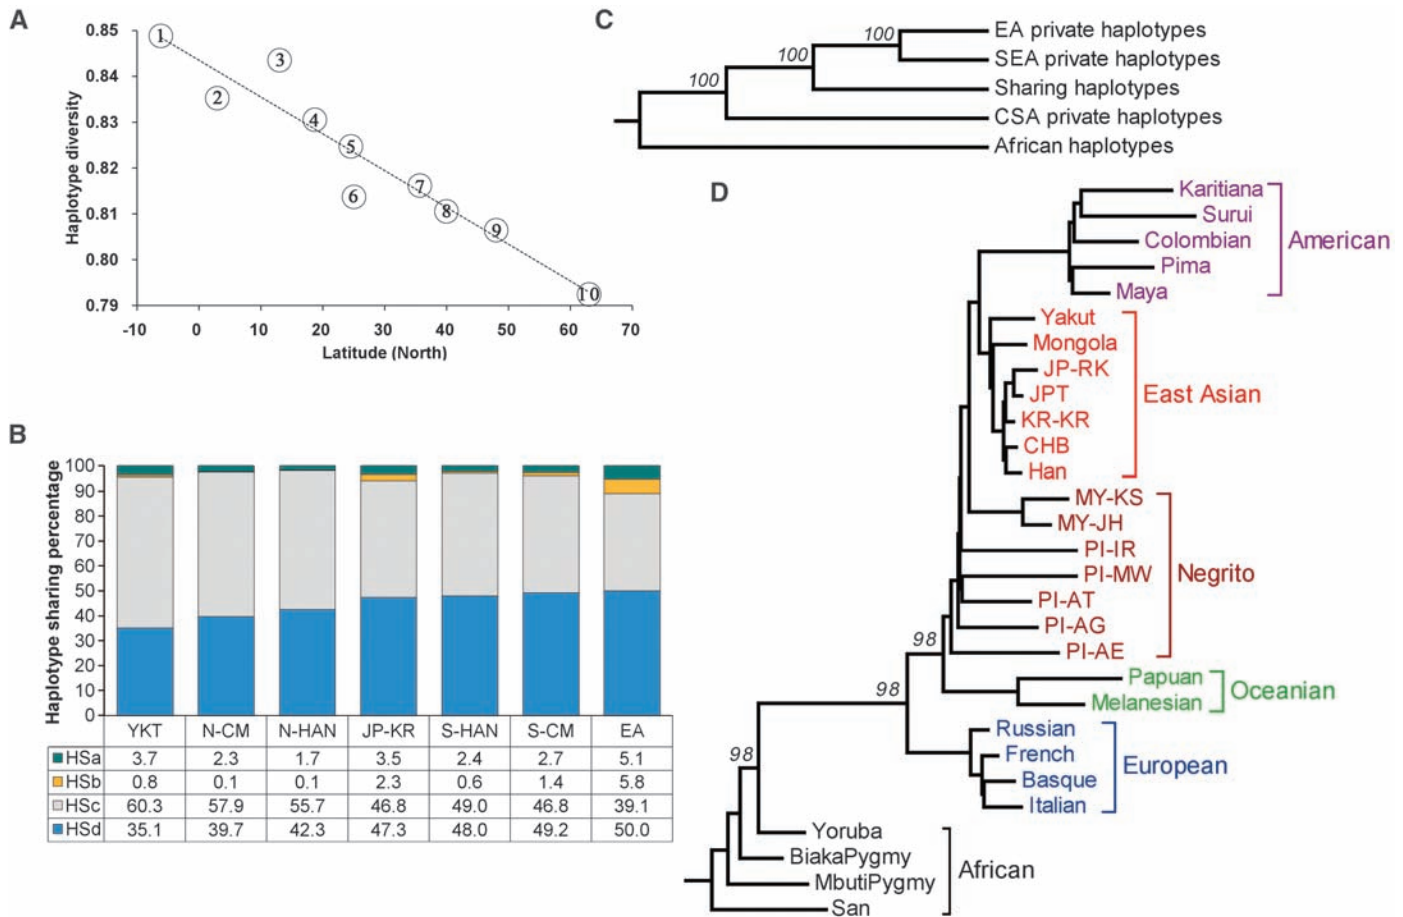 A
0.85
0.84
0.83
0.82
0.81
0.80
0.79
Haplotype diversity
1
2
3
4
5
6
7
8
9
10
-10 0 10 20 30 40 50 60 70
Latitude (North)
B
100
90
80
70
60
50
40
30
20
10
0
Haplotype sharing percentage
YKT N-CM N-HAN JP-KR S-HAN S-CM EA
HSa 3.7 2.3 1.7 3.5 2.4 2.7 5.1
HSb 0.8 0.1 0.1 2.3 0.6 1.4 5.8
HSc 60.3 57.9 55.7 46.8 49.0 46.8 39.1
HSd 35.1 39.7 42.3 47.3 48.0 49.2 50.0
C
100
100
100
EA private haplotypes
SEA private haplotypes
Sharing haplotypes
CSA private haplotypes
African haplotypes
D
Karitiana
Surui
Colombian
Pima
Maya
American
Yakut
Mongola
JP-RK
JPT
KR-KR
CHB
Han
East Asian
MY-KS
MY-JH
PI-IR
PI-MW
PI-AT
PI-AG
PI-AE
Negrito
98
Papuan
Melanesian
Oceanian
98
Russian
French
Basque
Italian
European
98
Yoruba
BiakaPygmy
MbutiPygmy
San
African